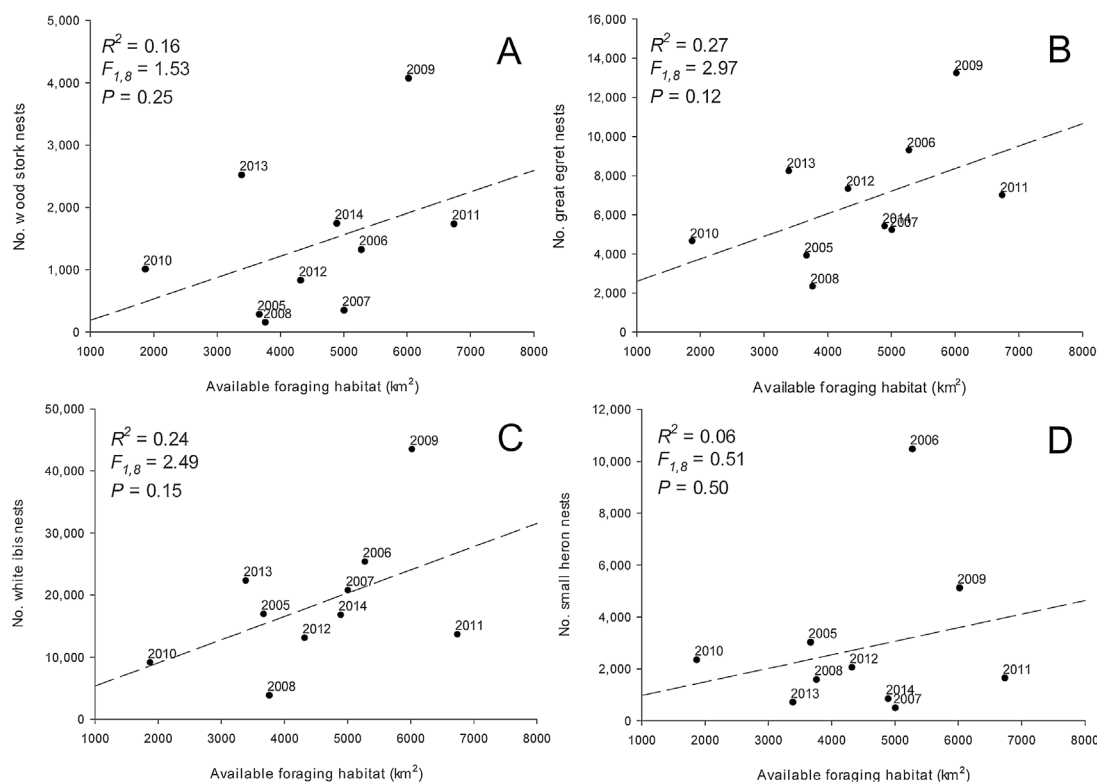 A
R² = 0.16
F1,8 = 1.53
P = 0.25
No. wood stork nests
5,000
4,000
3,000
2,000
1,000
0
2009
2013
2014
2011
2006
2010
2012
2005
2007
2008
1000 2000 3000 4000 5000 6000 7000 8000
Available foraging habitat (km²)
B
R² = 0.27
F1,8 = 2.97
P = 0.12
No. great egret nests
16,000
14,000
12,000
10,000
8,000
6,000
4,000
2,000
0
2009
2006
2013
2012
2011
2014
2007
2010
2005
2008
1000 2000 3000 4000 5000 6000 7000 8000
Available foraging habitat (km²)
C
R² = 0.24
F1,8 = 2.49
P = 0.15
No. white ibis nests
50,000
40,000
30,000
20,000
10,000
0
2009
2006
2013
2007
2005
2014
2012
2011
2010
2008
1000 2000 3000 4000 5000 6000 7000 8000
Available foraging habitat (km²)
D
R² = 0.06
F1,8 = 0.51
P = 0.50
No. small heron nests
12,000
10,000
8,000
6,000
4,000
2,000
0
2006
2009
2005
2010
2012
2008
2011
2013
2014
2007
1000 2000 3000 4000 5000 6000 7000 8000
Available foraging habitat (km²)